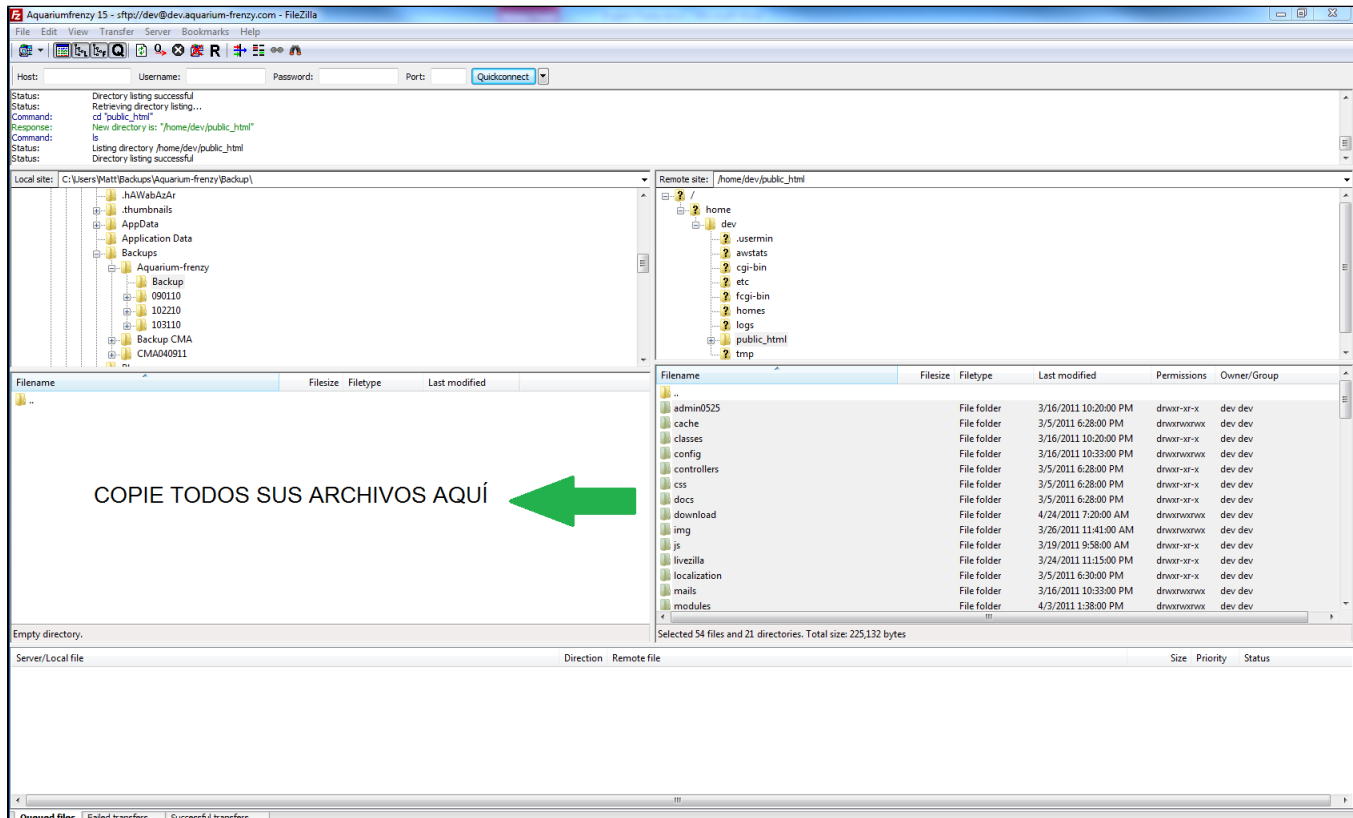 Aquariumfrenzy 15 - sftp://dev@dev.aquarium-frenzy.com - FileZilla
File Edit View Transfer Server Bookmarks Help
Host: Username: Password: Port: Quickconnect
Status: Directory listing successful
Status: Retrieving directory listing...
Command: cd "public_html"
Response: New directory is: "/home/dev/public_html"
Command: ls
Status: Listing directory /home/dev/public_html
Status: Directory listing successful
Local site: C:\Users\Matt\Backups\Aquarium-frenzy\Backup\
.hAWabAzAr
.thumbnails
AppData
Application Data
Backups
Aquarium-frenzy
Backup
090110
102210
103110
Backup CMA
CMA040911
Filename Filesize Filetype Last modified
..
COPIE TODOS SUS ARCHIVOS AQUÍ
Empty directory.
Remote site: /home/dev/public_html
/
home
dev
.usermin
awstats
cgi-bin
etc
fcgi-bin
homes
logs
public_html
tmp
Filename Filesize Filetype Last modified Permissions Owner/Group
..
admin0525 File folder 3/16/2011 10:20:00 PM drwxr-xr-x dev dev
cache File folder 3/5/2011 6:28:00 PM drwxrwxrwx dev dev
classes File folder 3/16/2011 10:20:00 PM drwxr-xr-x dev dev
config File folder 3/16/2011 10:33:00 PM drwxrwxrwx dev dev
controllers File folder 3/5/2011 6:28:00 PM drwxr-xr-x dev dev
css File folder 3/5/2011 6:28:00 PM drwxr-xr-x dev dev
docs File folder 3/5/2011 6:28:00 PM drwxr-xr-x dev dev
download File folder 4/24/2011 7:20:00 AM drwxrwxrwx dev dev
img File folder 3/26/2011 11:41:00 AM drwxrwxrwx dev dev
js File folder 3/19/2011 9:58:00 AM drwxr-xr-x dev dev
livezilla File folder 3/24/2011 11:15:00 PM drwxr-xr-x dev dev
localization File folder 3/5/2011 6:30:00 PM drwxr-xr-x dev dev
mails File folder 3/16/2011 10:33:00 PM drwxrwxrwx dev dev
modules File folder 4/3/2011 1:38:00 PM drwxrwxrwx dev dev
Selected 54 files and 21 directories. Total size: 225,132 bytes
Server/Local file Direction Remote file Size Priority Status
Queued files Failed transfers Successful transfers